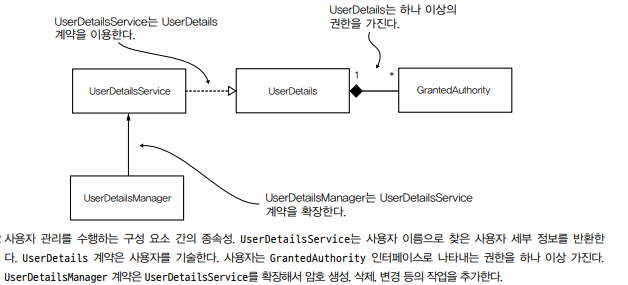 UserDetailsService는 UserDetails
계약을 이용한다.
UserDetails는 하나 이상의
권한을 가진다.
UserDetailsService
UserDetails
1
*
GrantedAuthority
UserDetailsManager
UserDetailsManager는 UserDetailsService
계약을 확장한다.
사용자 관리를 수행하는 구성 요소 간의 종속성. UserDetailsService는 사용자 이름으로 찾은 사용자 세부 정보를 반환한
다. UserDetails 계약은 사용자를 기술한다. 사용자는 GrantedAuthority 인터페이스로 나타내는 권한을 하나 이상 가진다.
UserDetailsManager 계약은 UserDetailsService를 확장해서 암호 생성, 삭제, 변경 등의 작업을 추가한다.